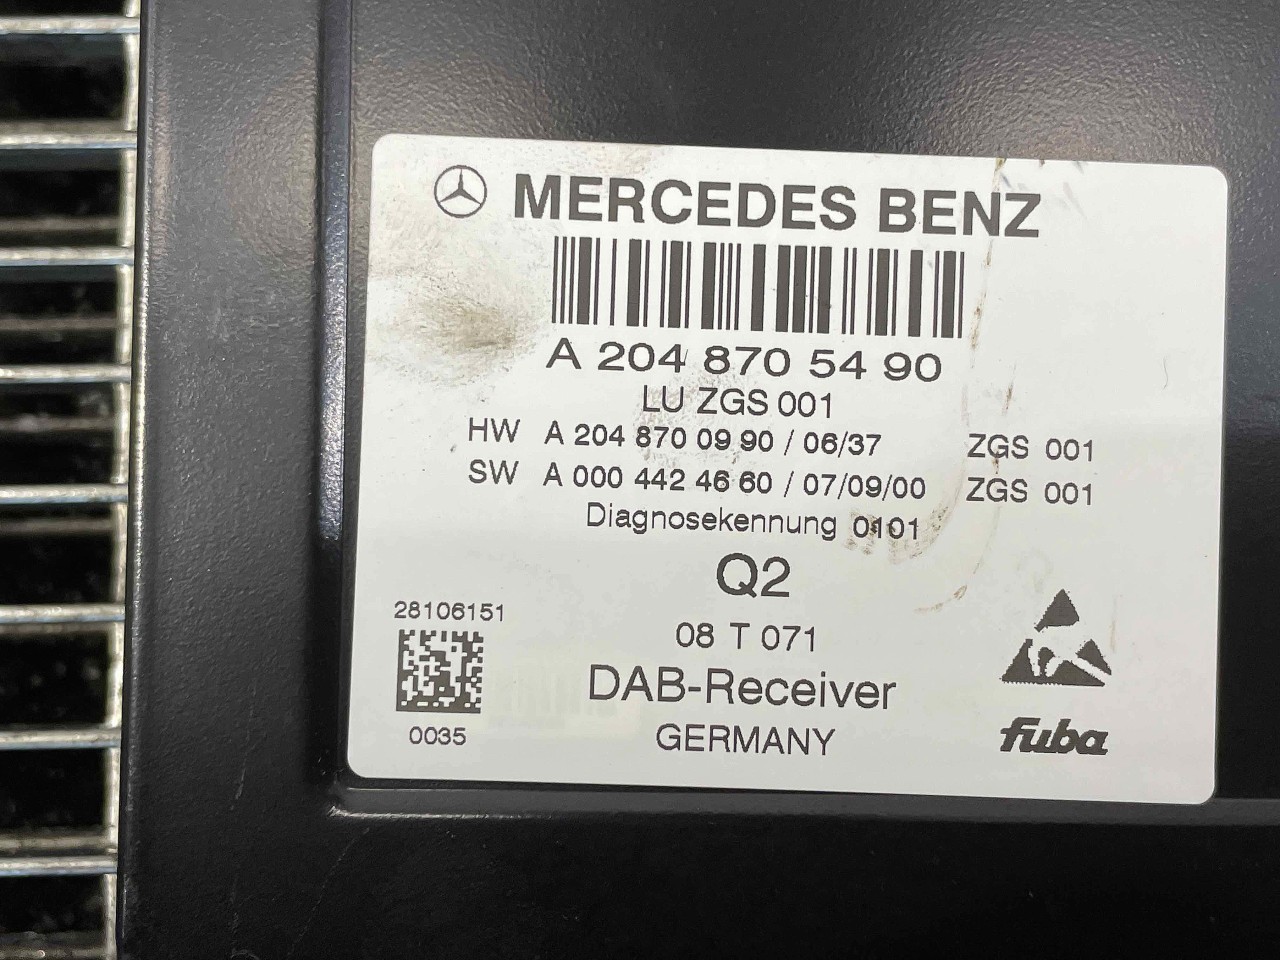 MERCEDES BENZ
A 204 870 54 90
LU ZGS 001
HW A 204 870 09 90 / 06/37 ZGS 001
SW A 000 442 46 60 / 07/09/00 ZGS 001
Diagnosekennung 0101
Q2
28106151
08 T 071
DAB-Receiver
0035
GERMANY
fuba